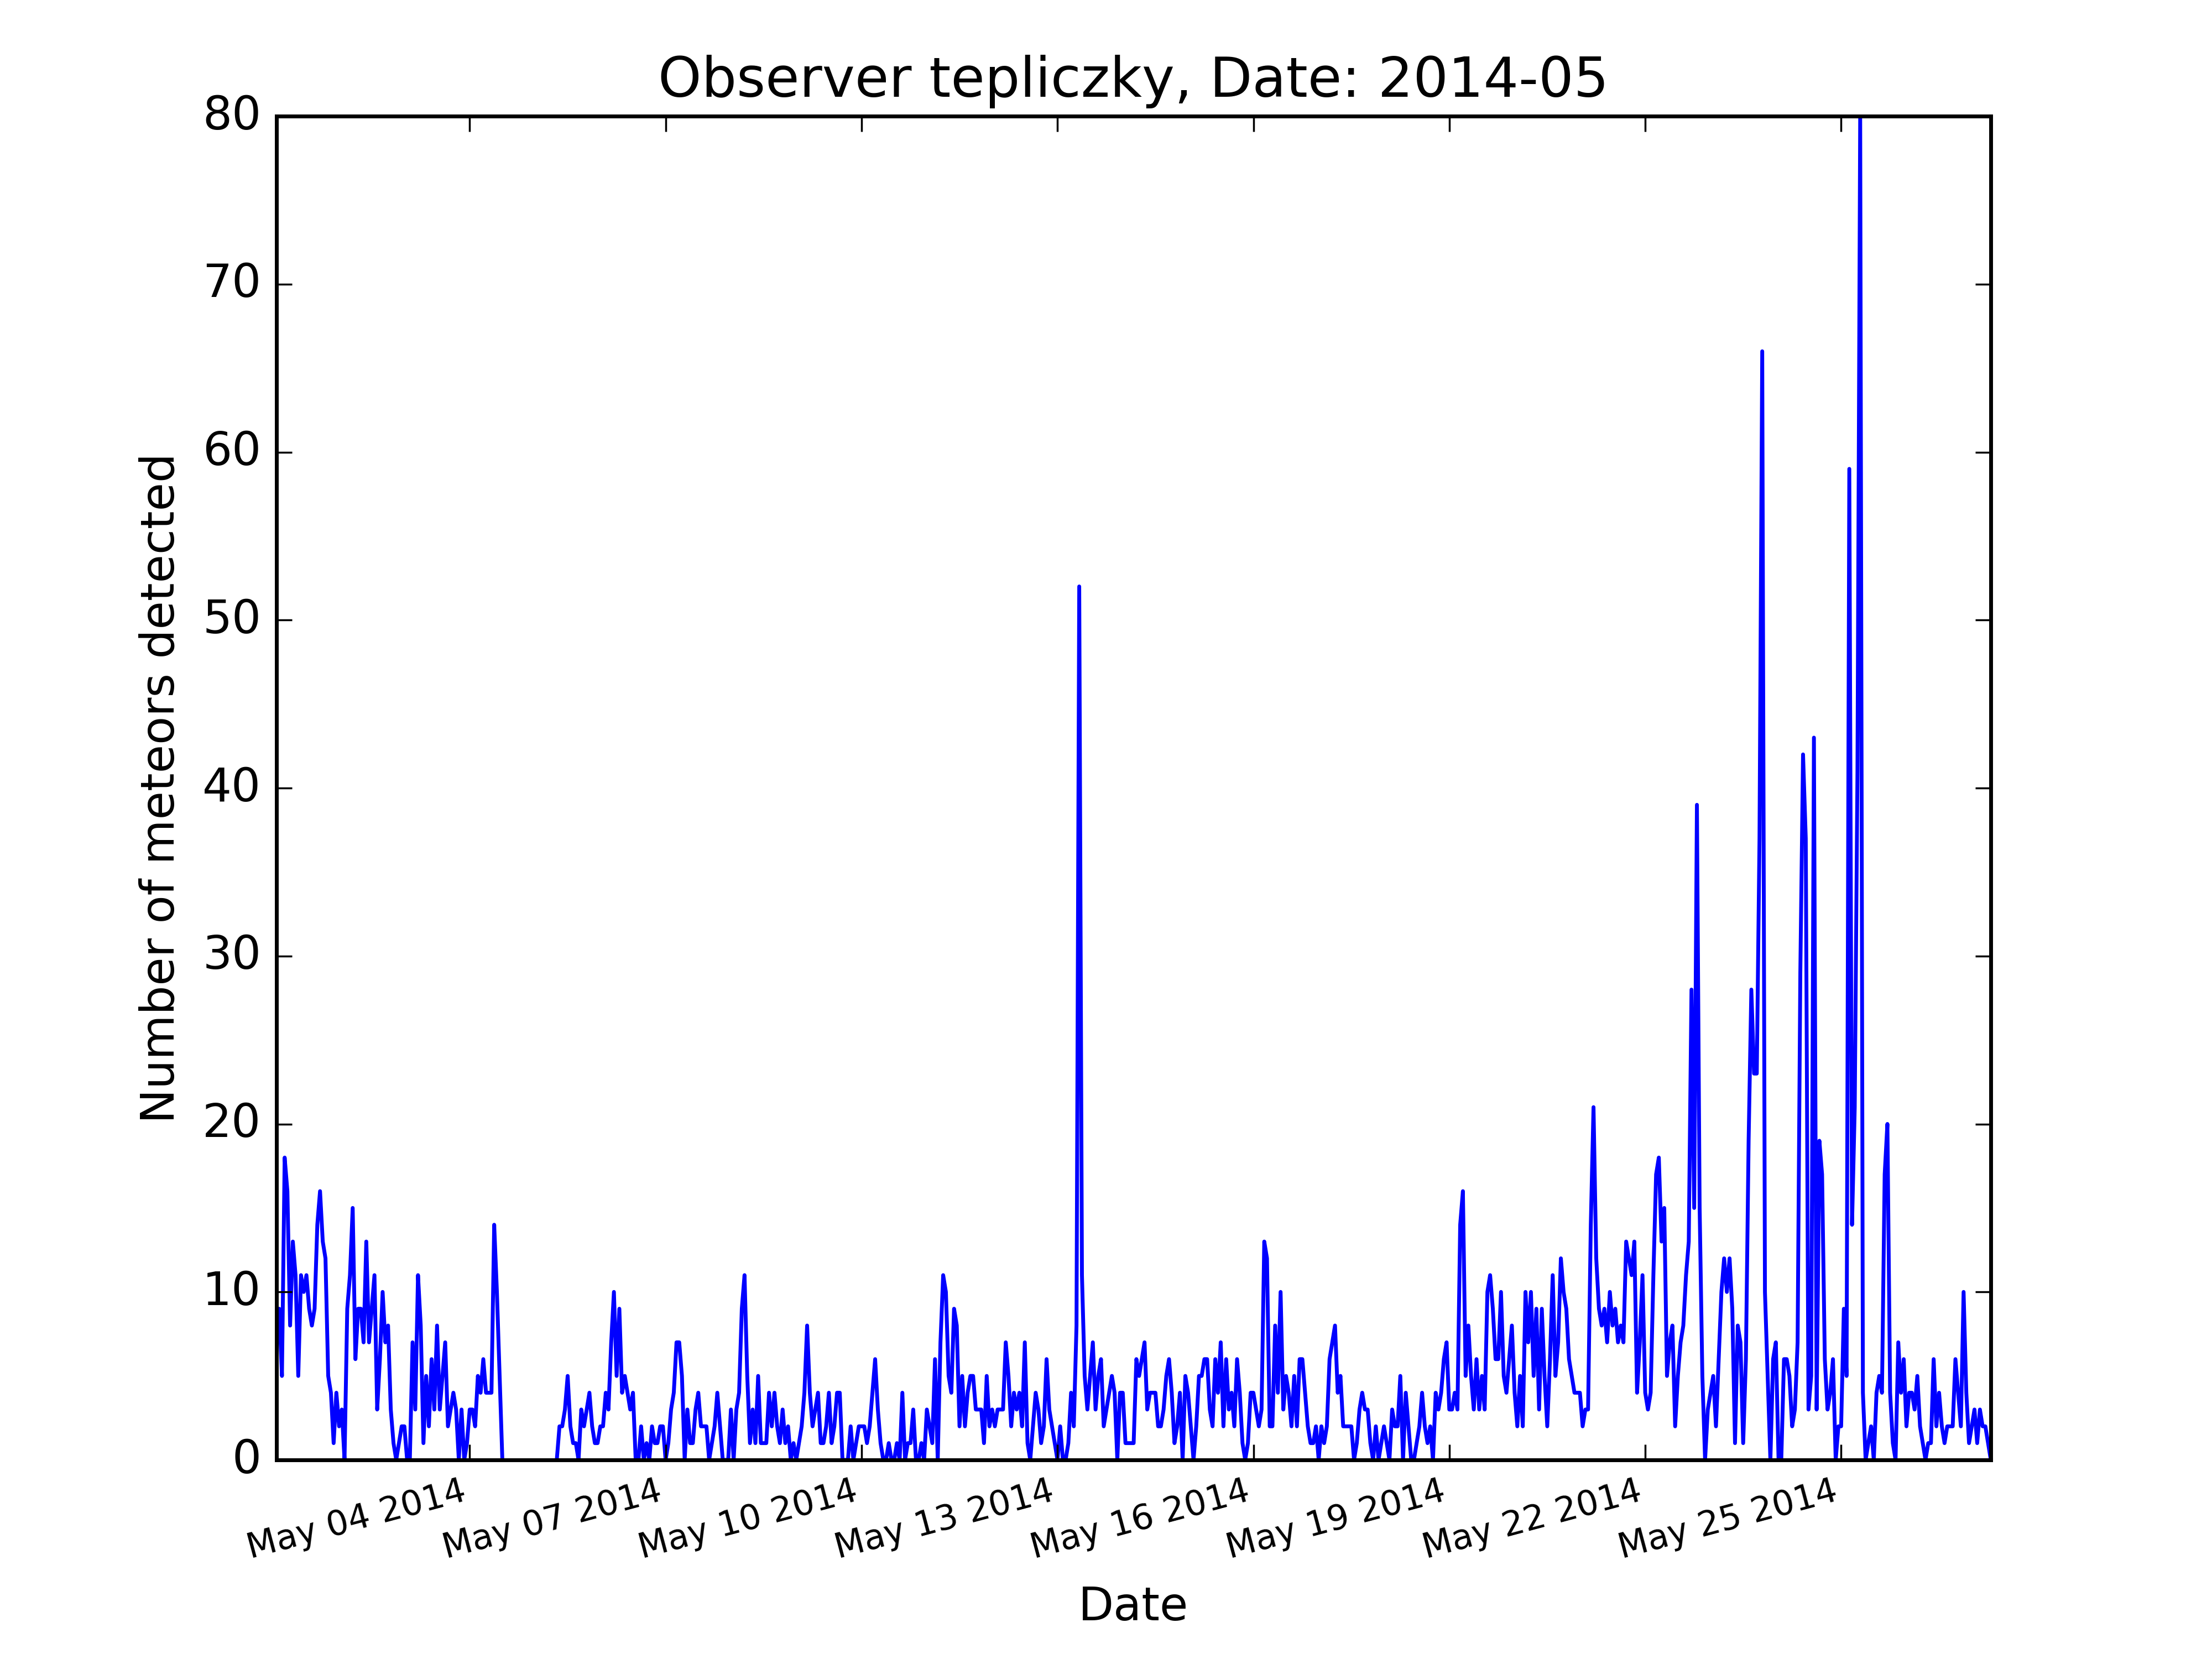 Observer tepliczky, Date: 2014-05
Number of meteors detected
80
70
60
50
40
30
20
10
0
May 04 2014
May 07 2014
May 10 2014
May 13 2014
May 16 2014
May 19 2014
May 22 2014
May 25 2014
Date